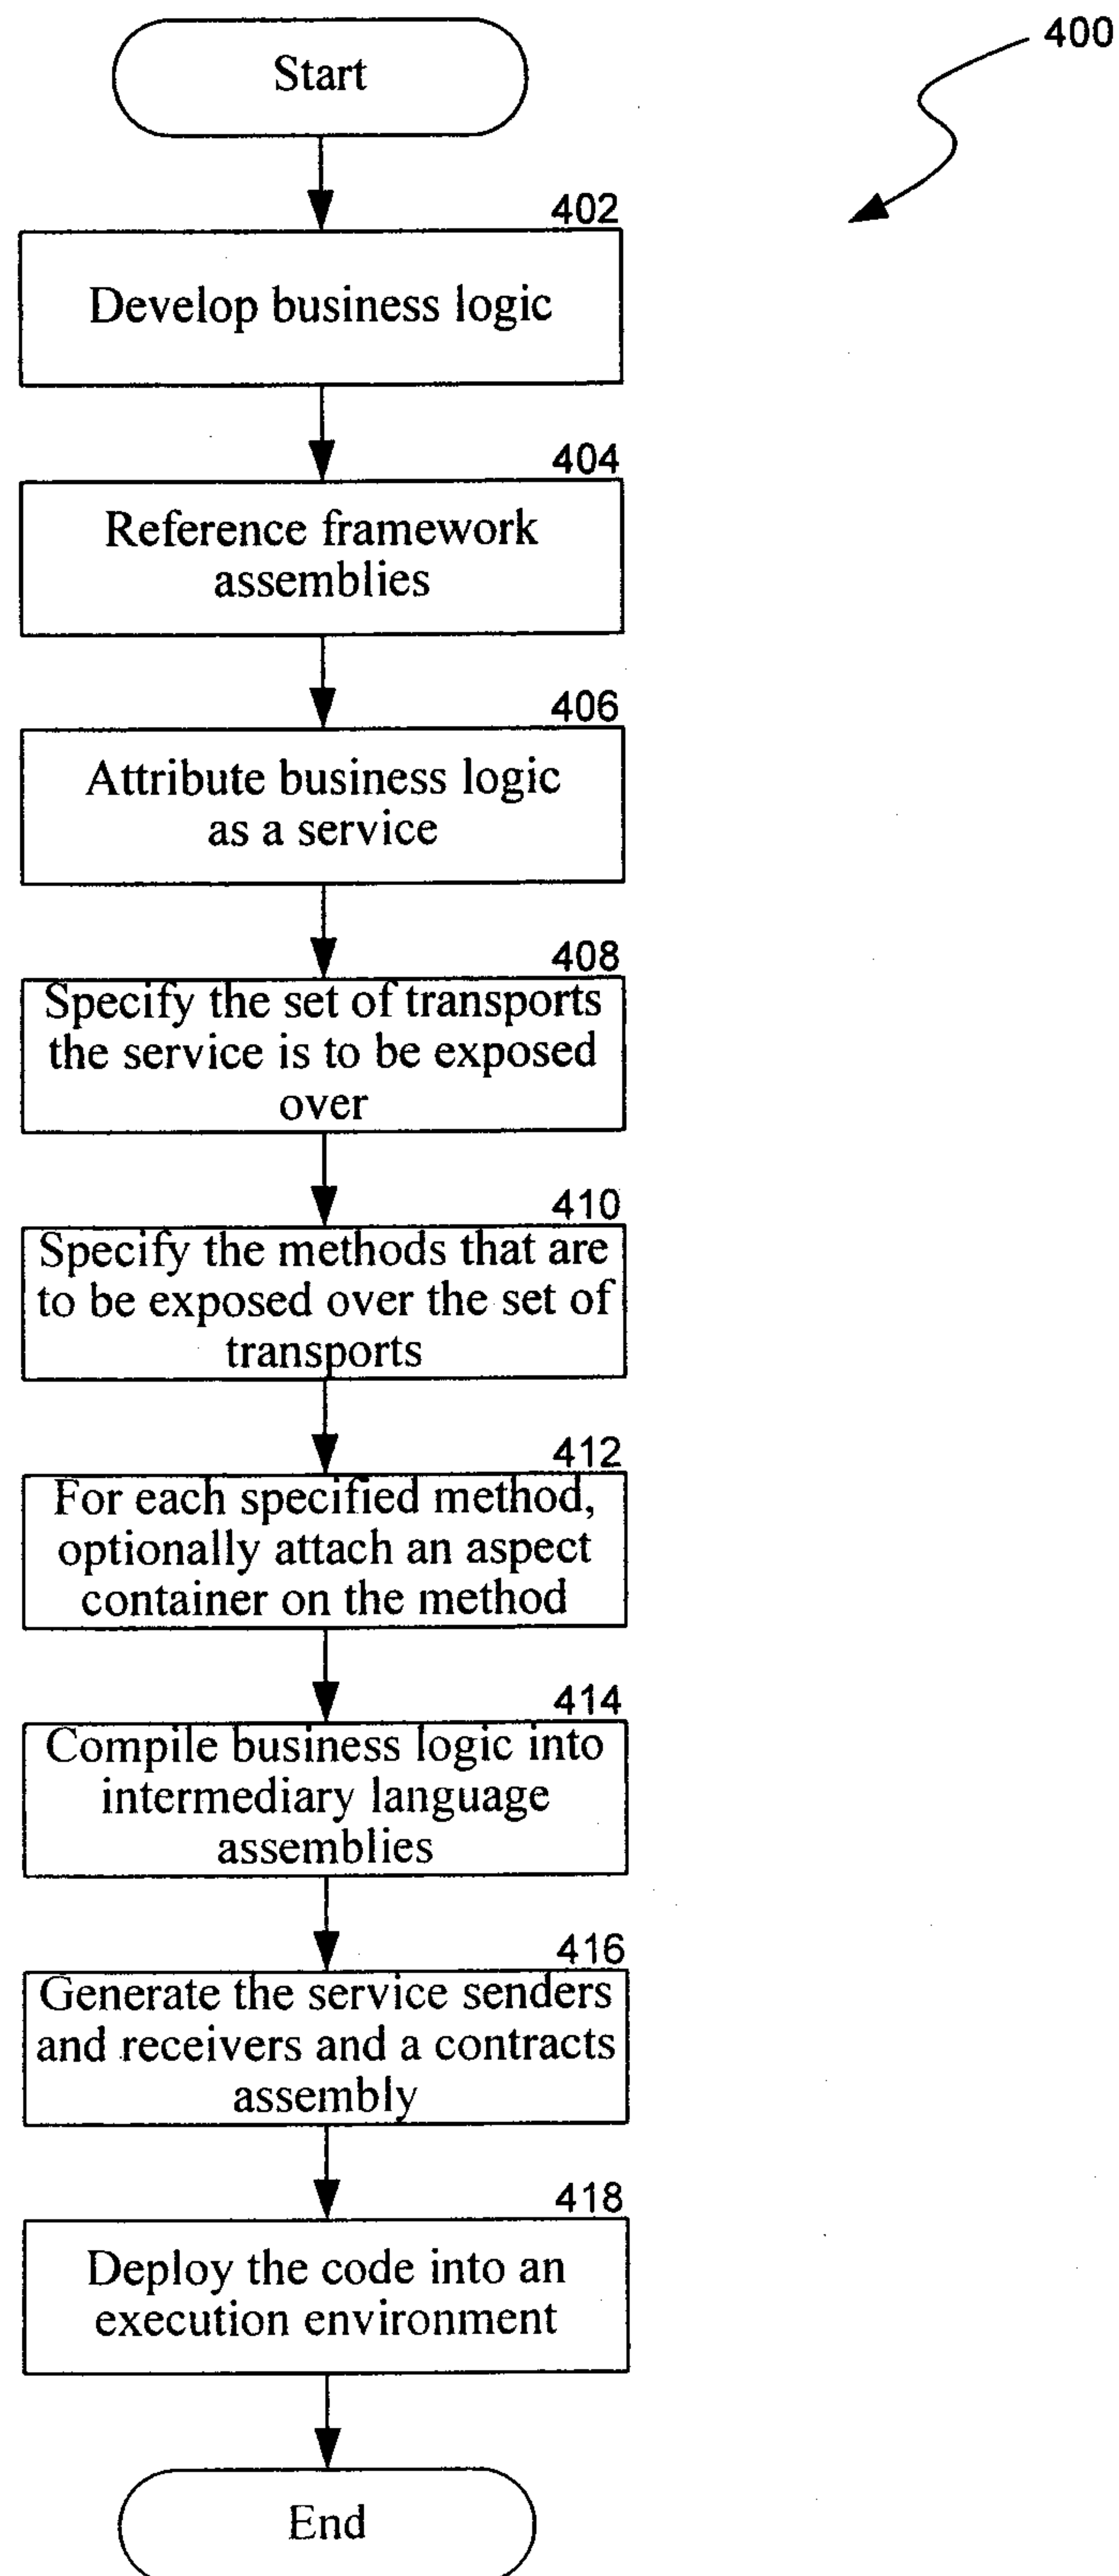 Start
400
402
Develop business logic
404
Reference framework
assemblies
406
Attribute business logic
as a service
408
Specify the set of transports
the service is to be exposed
over
410
Specify the methods that are
to be exposed over the set of
transports
412
For each specified method,
optionally attach an aspect
container on the method
414
Compile business logic into
intermediary language
assemblies
416
Generate the service senders
and receivers and a contracts
assembly
418
Deploy the code into an
execution environment
End